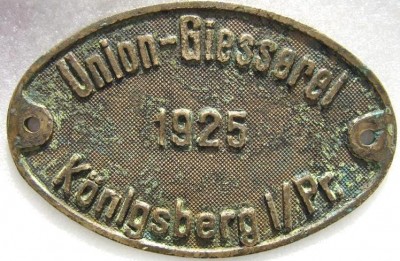 Union-Giesserei
1925
Königsberg i/Pr.